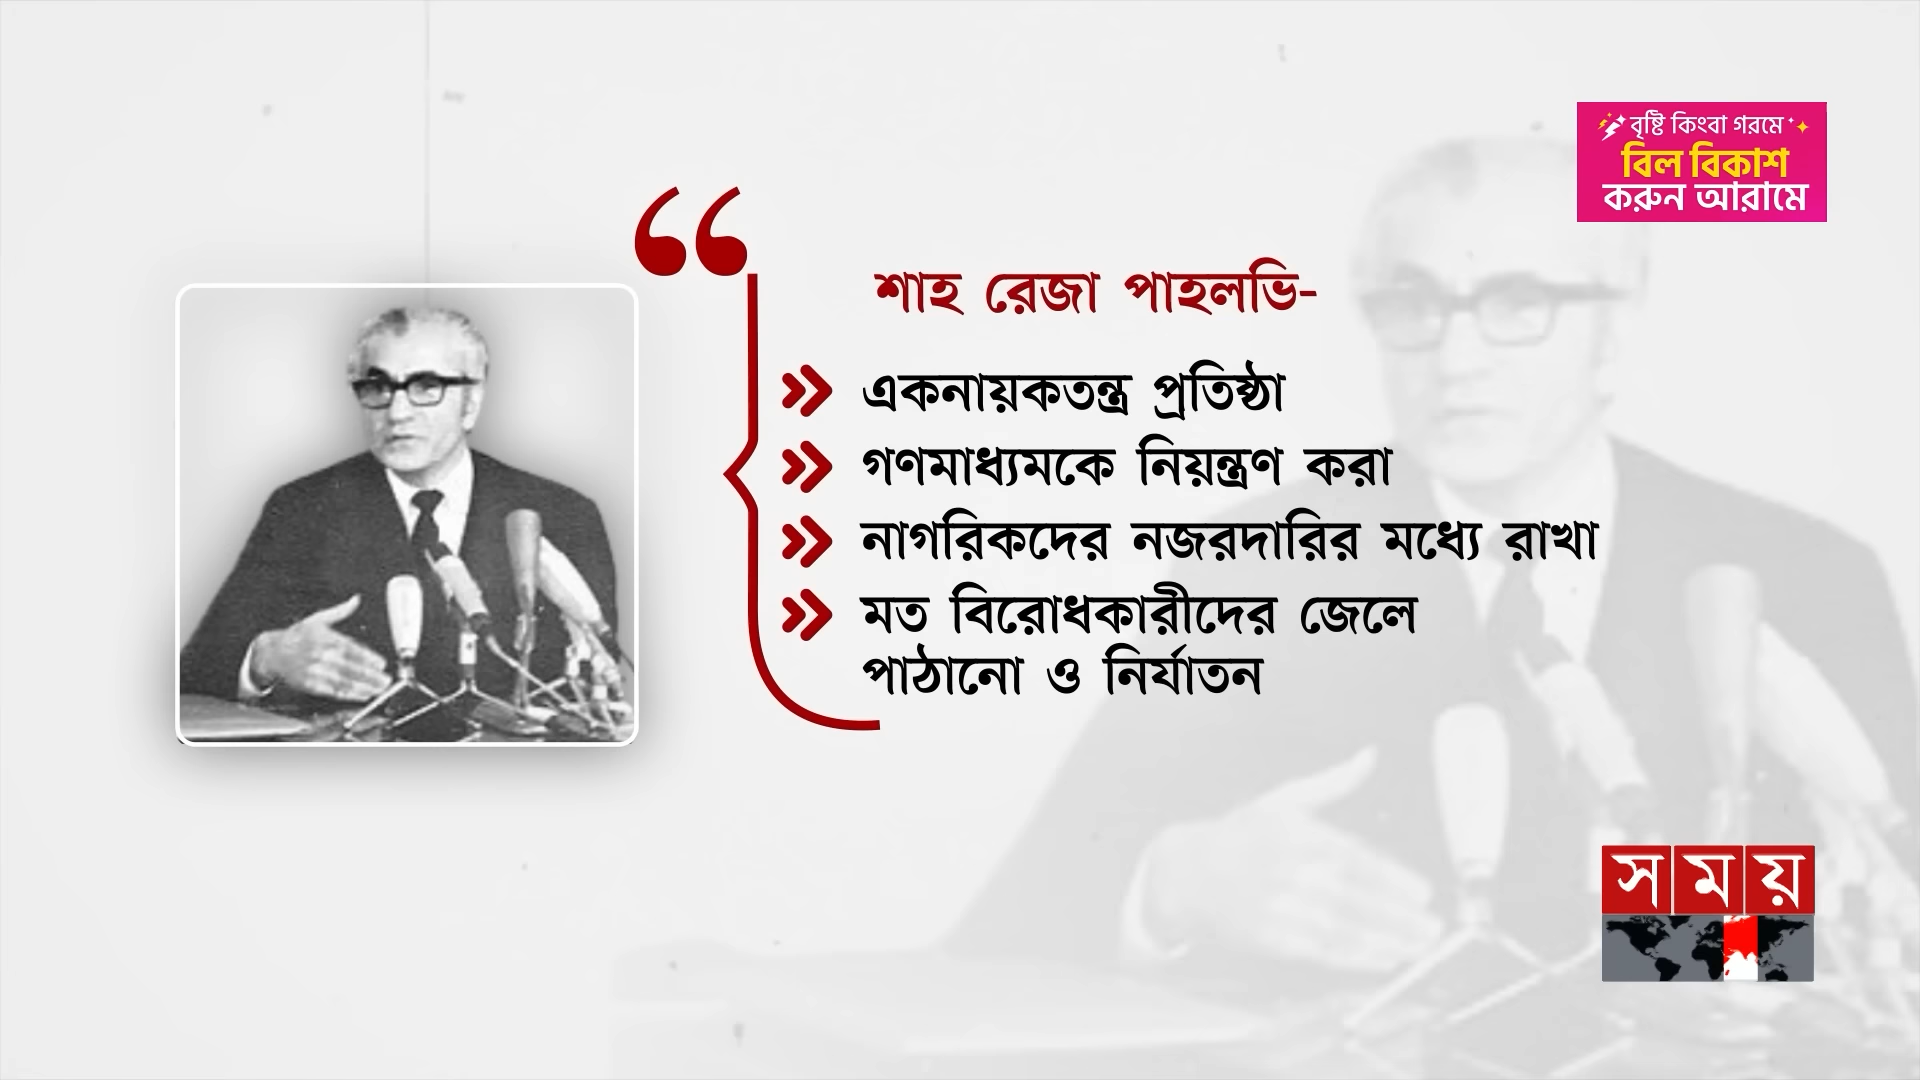 বৃষ্টি কিংবা গরমে
বিল বিকাশ
করুন আরামে
শাহ রেজা পাহলভি-
একনায়কতন্ত্র প্রতিষ্ঠা
গণমাধ্যমকে নিয়ন্ত্রণ করা
নাগরিকদের নজরদারির মধ্যে রাখা
মত বিরোধকারীদের জেলে
পাঠানো ও নির্যাতন
সময়